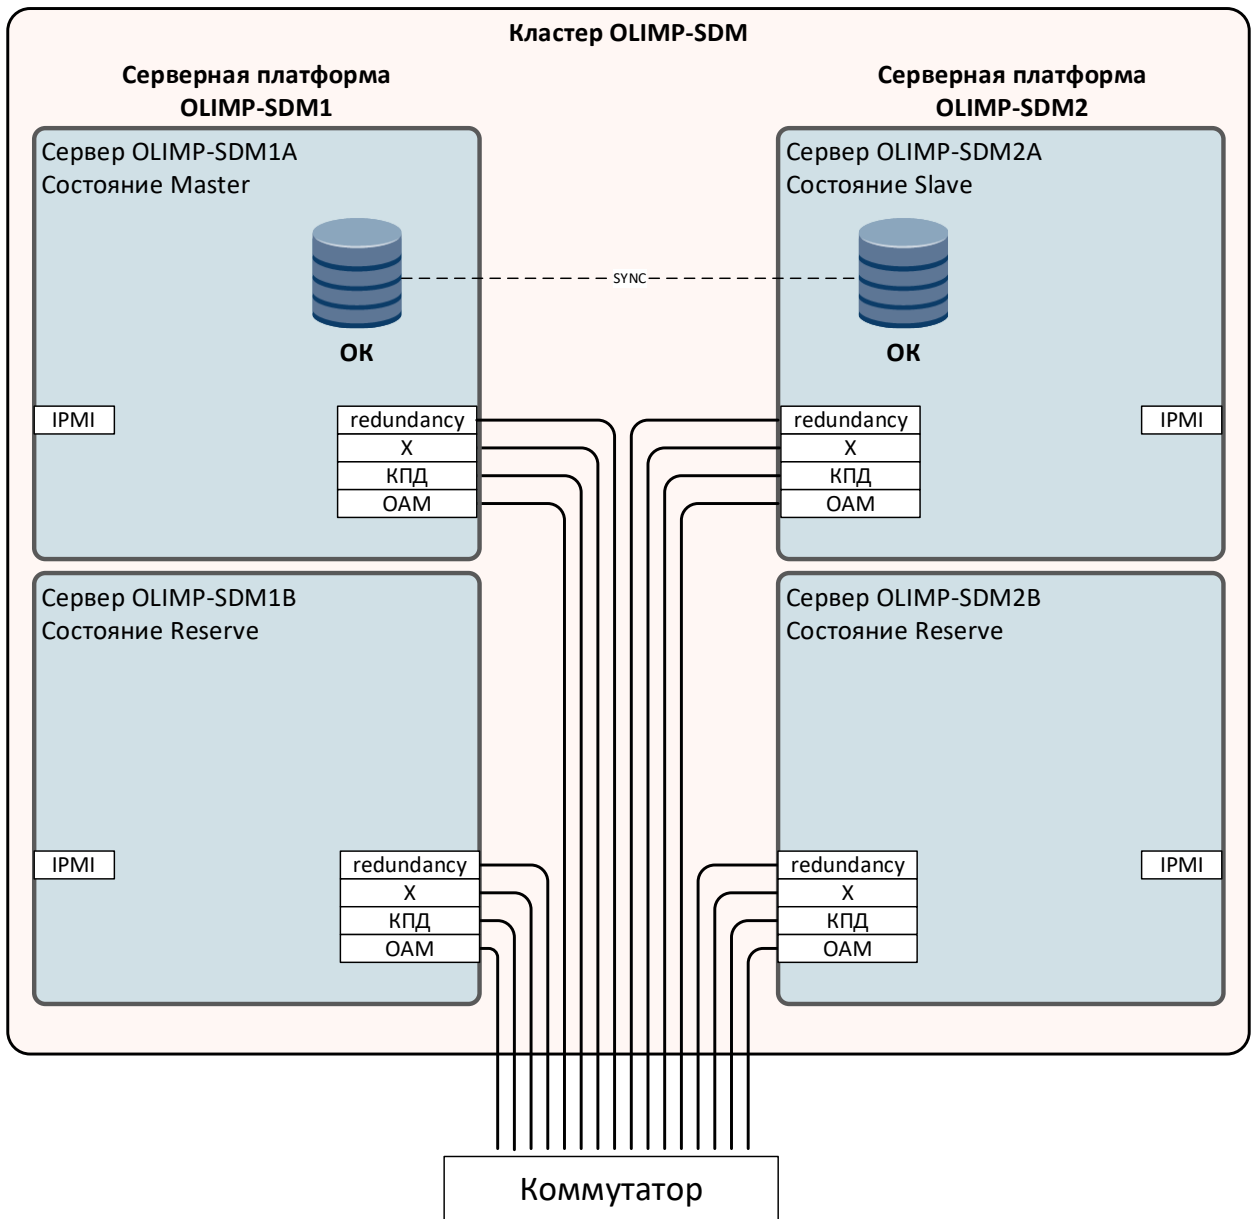 Кластер OLIMP-SDM
Серверная платформа
OLIMP-SDM1
Серверная платформа
OLIMP-SDM2
Сервер OLIMP-SDM1A
Состояние Master
Сервер OLIMP-SDM2A
Состояние Slave
SYNC
ОК
ОК
IPMI
redundancy
X
КПД
OAM
redundancy
X
КПД
OAM
IPMI
Сервер OLIMP-SDM1B
Состояние Reserve
Сервер OLIMP-SDM2B
Состояние Reserve
IPMI
redundancy
X
КПД
OAM
redundancy
X
КПД
OAM
IPMI
Коммутатор